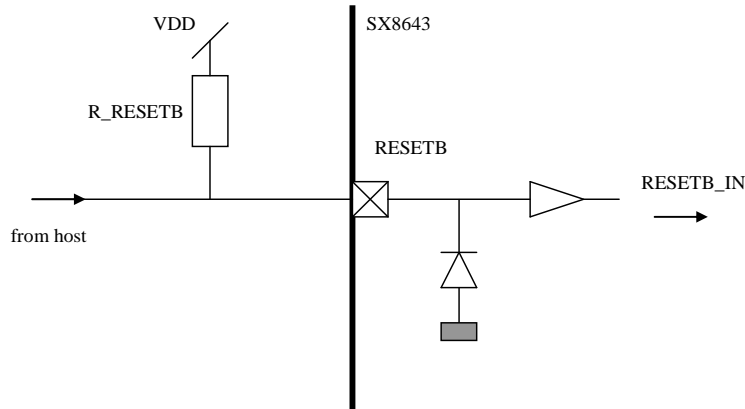 VDD
SX8643
R_RESETB
RESETB
RESETB_IN
from host